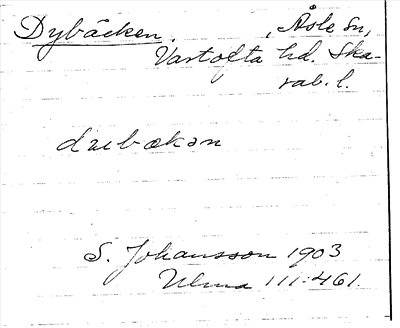 Dybäcken. , Åsle sn,
Vartofta hd. Ska-
rab. l.
dubækən
S. Johansson 1903
Ulma 111:461.